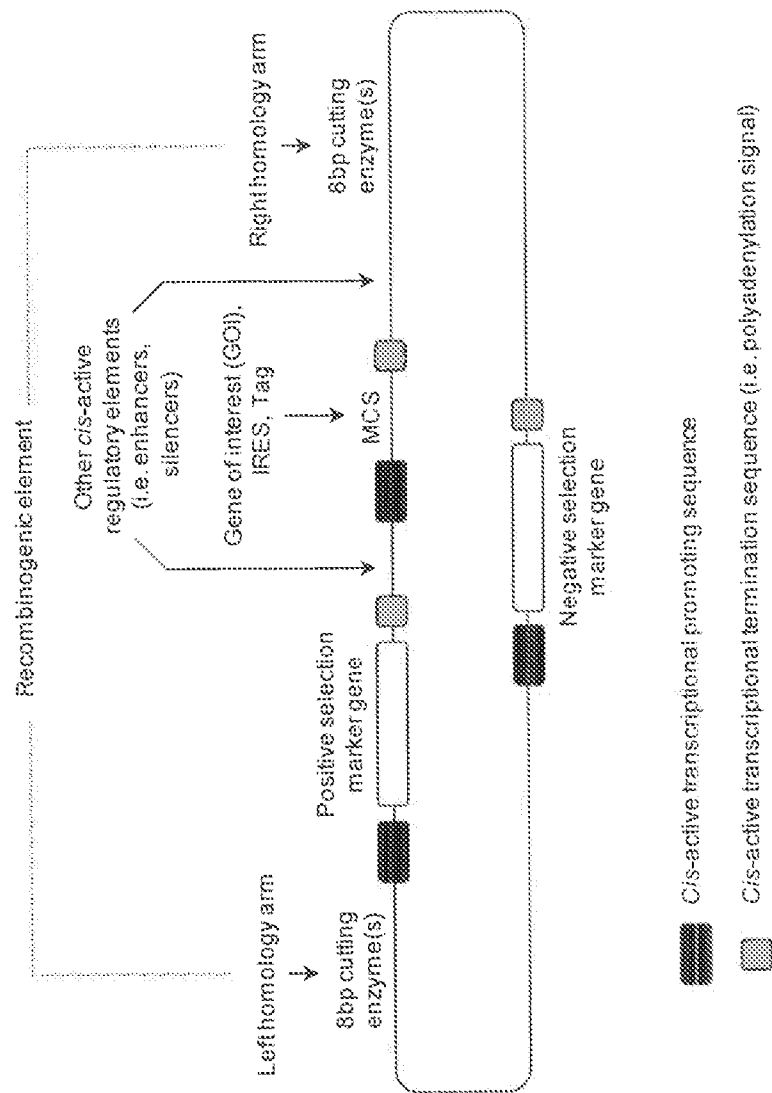 Recombinogenic element
Left homology arm
Right homology arm
Other cis-active
regulatory elements
(i.e. enhancers,
silencers)
8bp cutting
enzyme(s)
8bp cutting
enzyme(s)
Gene of interest (GOI),
IRES, Tag
Positive selection
marker gene
MCS
Negative selection
marker gene
Cis-active transcriptional promoting sequence
Cis-active transcriptional termination sequence (i.e. polyadenylation signal)